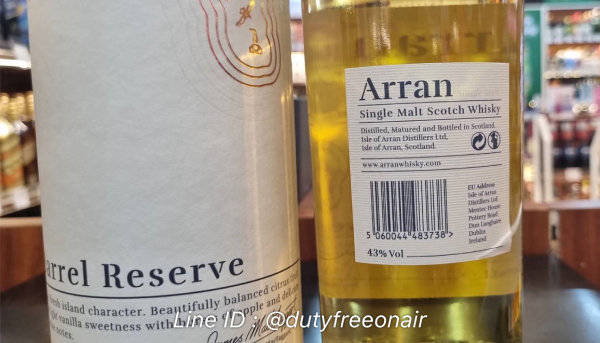 arrel Reserve
island character. Beautifully balanced citrus
vanilla sweetness with apple and
notes.
Arran
Single Malt Scotch Whisky
Distilled, Matured and Bottled in Scotland.
Isle of Arran Distillers Ltd,
Isle of Arran, Scotland.
www.arranwhisky.com
5 060044 483738 >
43% Vol
EU Address
Isle of Arran
Distillers Ltd
Mentec House
Pottery Road
Dun Laoghaire
Dublin
Ireland
Line ID : @dutyfreeonair